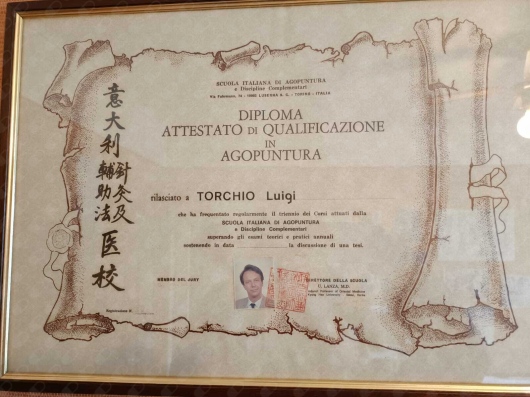 SCUOLA ITALIANA DI AGOPUNTURA
e Discipline Complementari
DIPLOMA
ATTESTATO DI QUALIFICAZIONE
IN
AGOPUNTURA
意大利針灸及輔助法医校
rilasciato a TORCHIO Luigi
che ha frequentato regolarmente il triennio dei Corsi attuati dalla
SCUOLA ITALIANA DI AGOPUNTURA
e Discipline Complementari
superando gli esami teorici e pratici annuali
sostenendo in data la discussione di una tesi.
MEMBRO DEL JURY
DIRETTORE DELLA SCUOLA
U. LANZA, M.D.